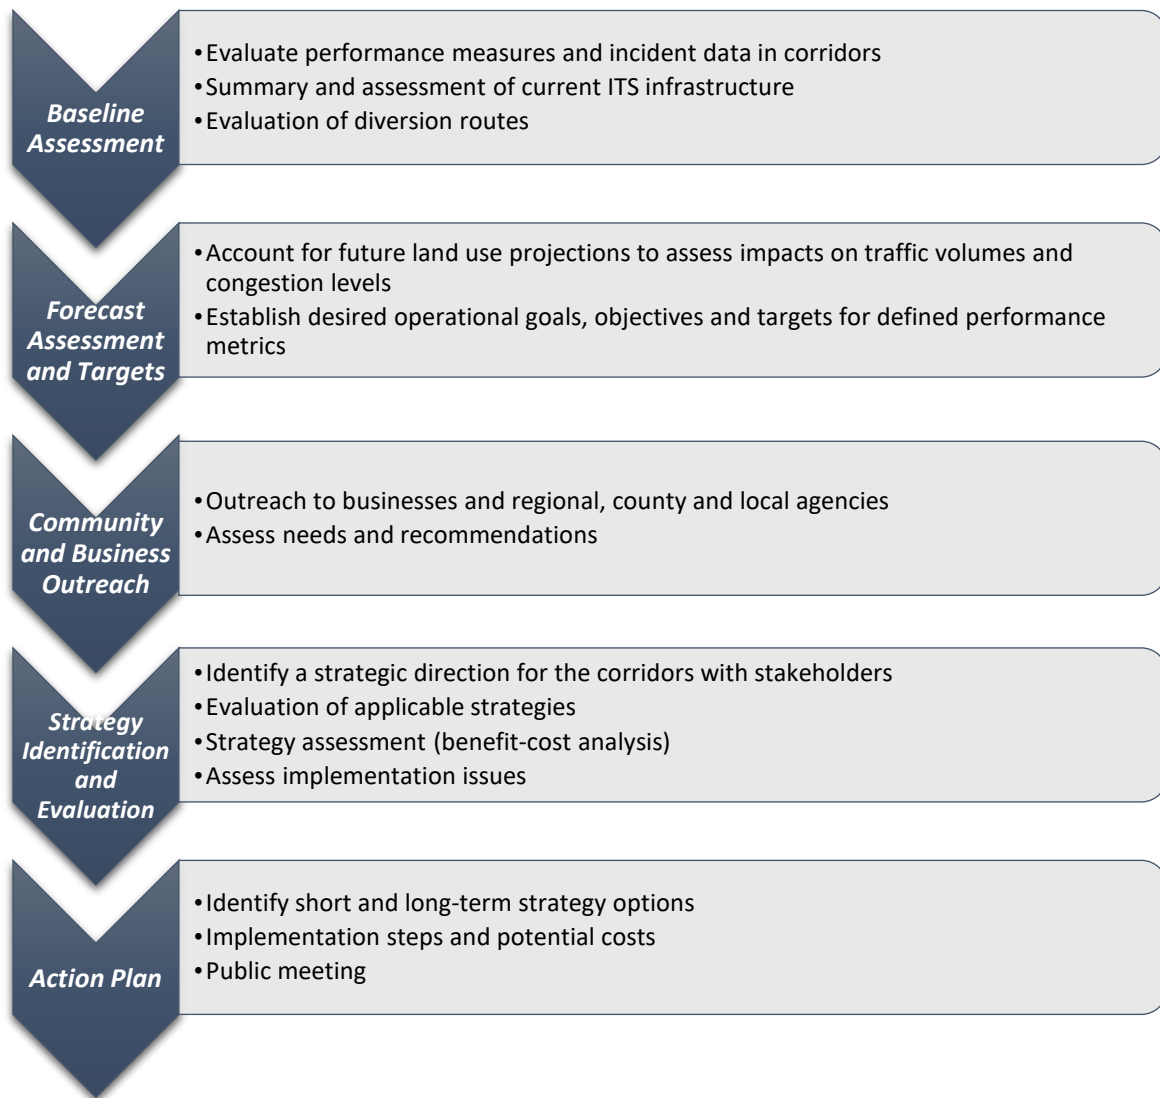 Baseline
Assessment
•Evaluate performance measures and incident data in corridors
•Summary and assessment of current ITS infrastructure
•Evaluation of diversion routes
Forecast
Assessment
and Targets
•Account for future land use projections to assess impacts on traffic volumes and
congestion levels
•Establish desired operational goals, objectives and targets for defined performance
metrics
Community
and Business
Outreach
•Outreach to businesses and regional, county and local agencies
•Assess needs and recommendations
Strategy
Identification
and
Evaluation
•Identify a strategic direction for the corridors with stakeholders
•Evaluation of applicable strategies
•Strategy assessment (benefit-cost analysis)
•Assess implementation issues
Action Plan
•Identify short and long-term strategy options
•Implementation steps and potential costs
•Public meeting